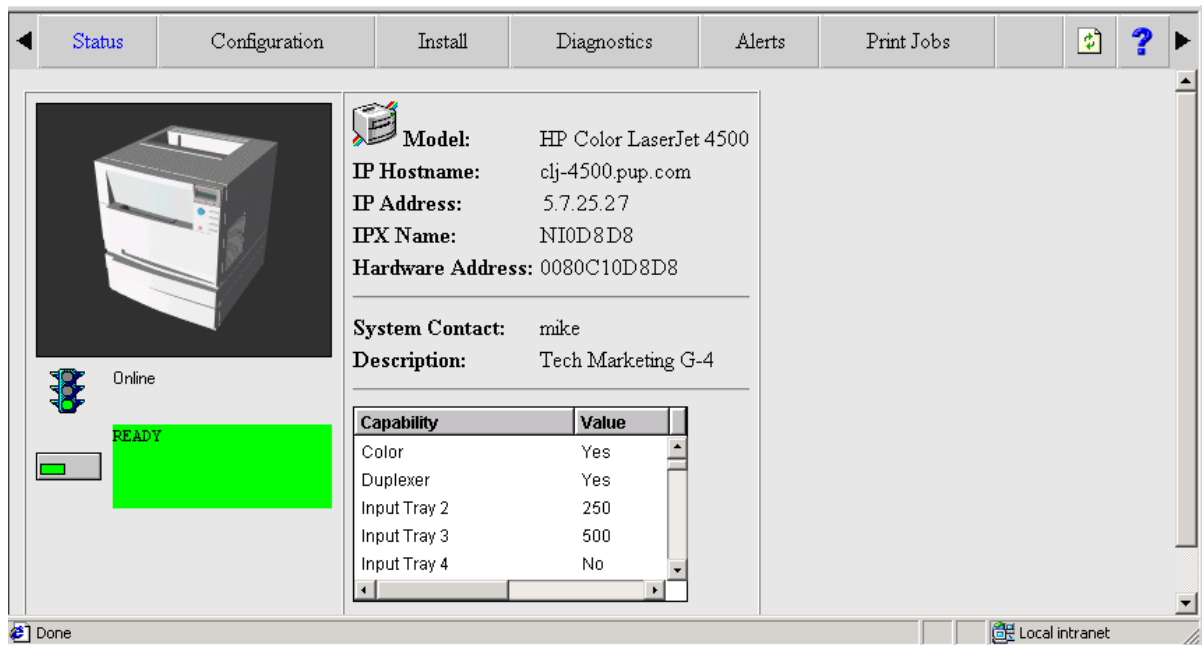 Status Configuration Install Diagnostics Alerts Print Jobs ?
Model: HP Color LaserJet 4500
IP Hostname: clj-4500.pup.com
IP Address: 5.7.25.27
IPX Name: NI0D8D8
Hardware Address: 0080C10D8D8
System Contact: mike
Description: Tech Marketing G-4
Online
READY
Capability Value
Color Yes
Duplexer Yes
Input Tray 2 250
Input Tray 3 500
Input Tray 4 No
Done Local intranet